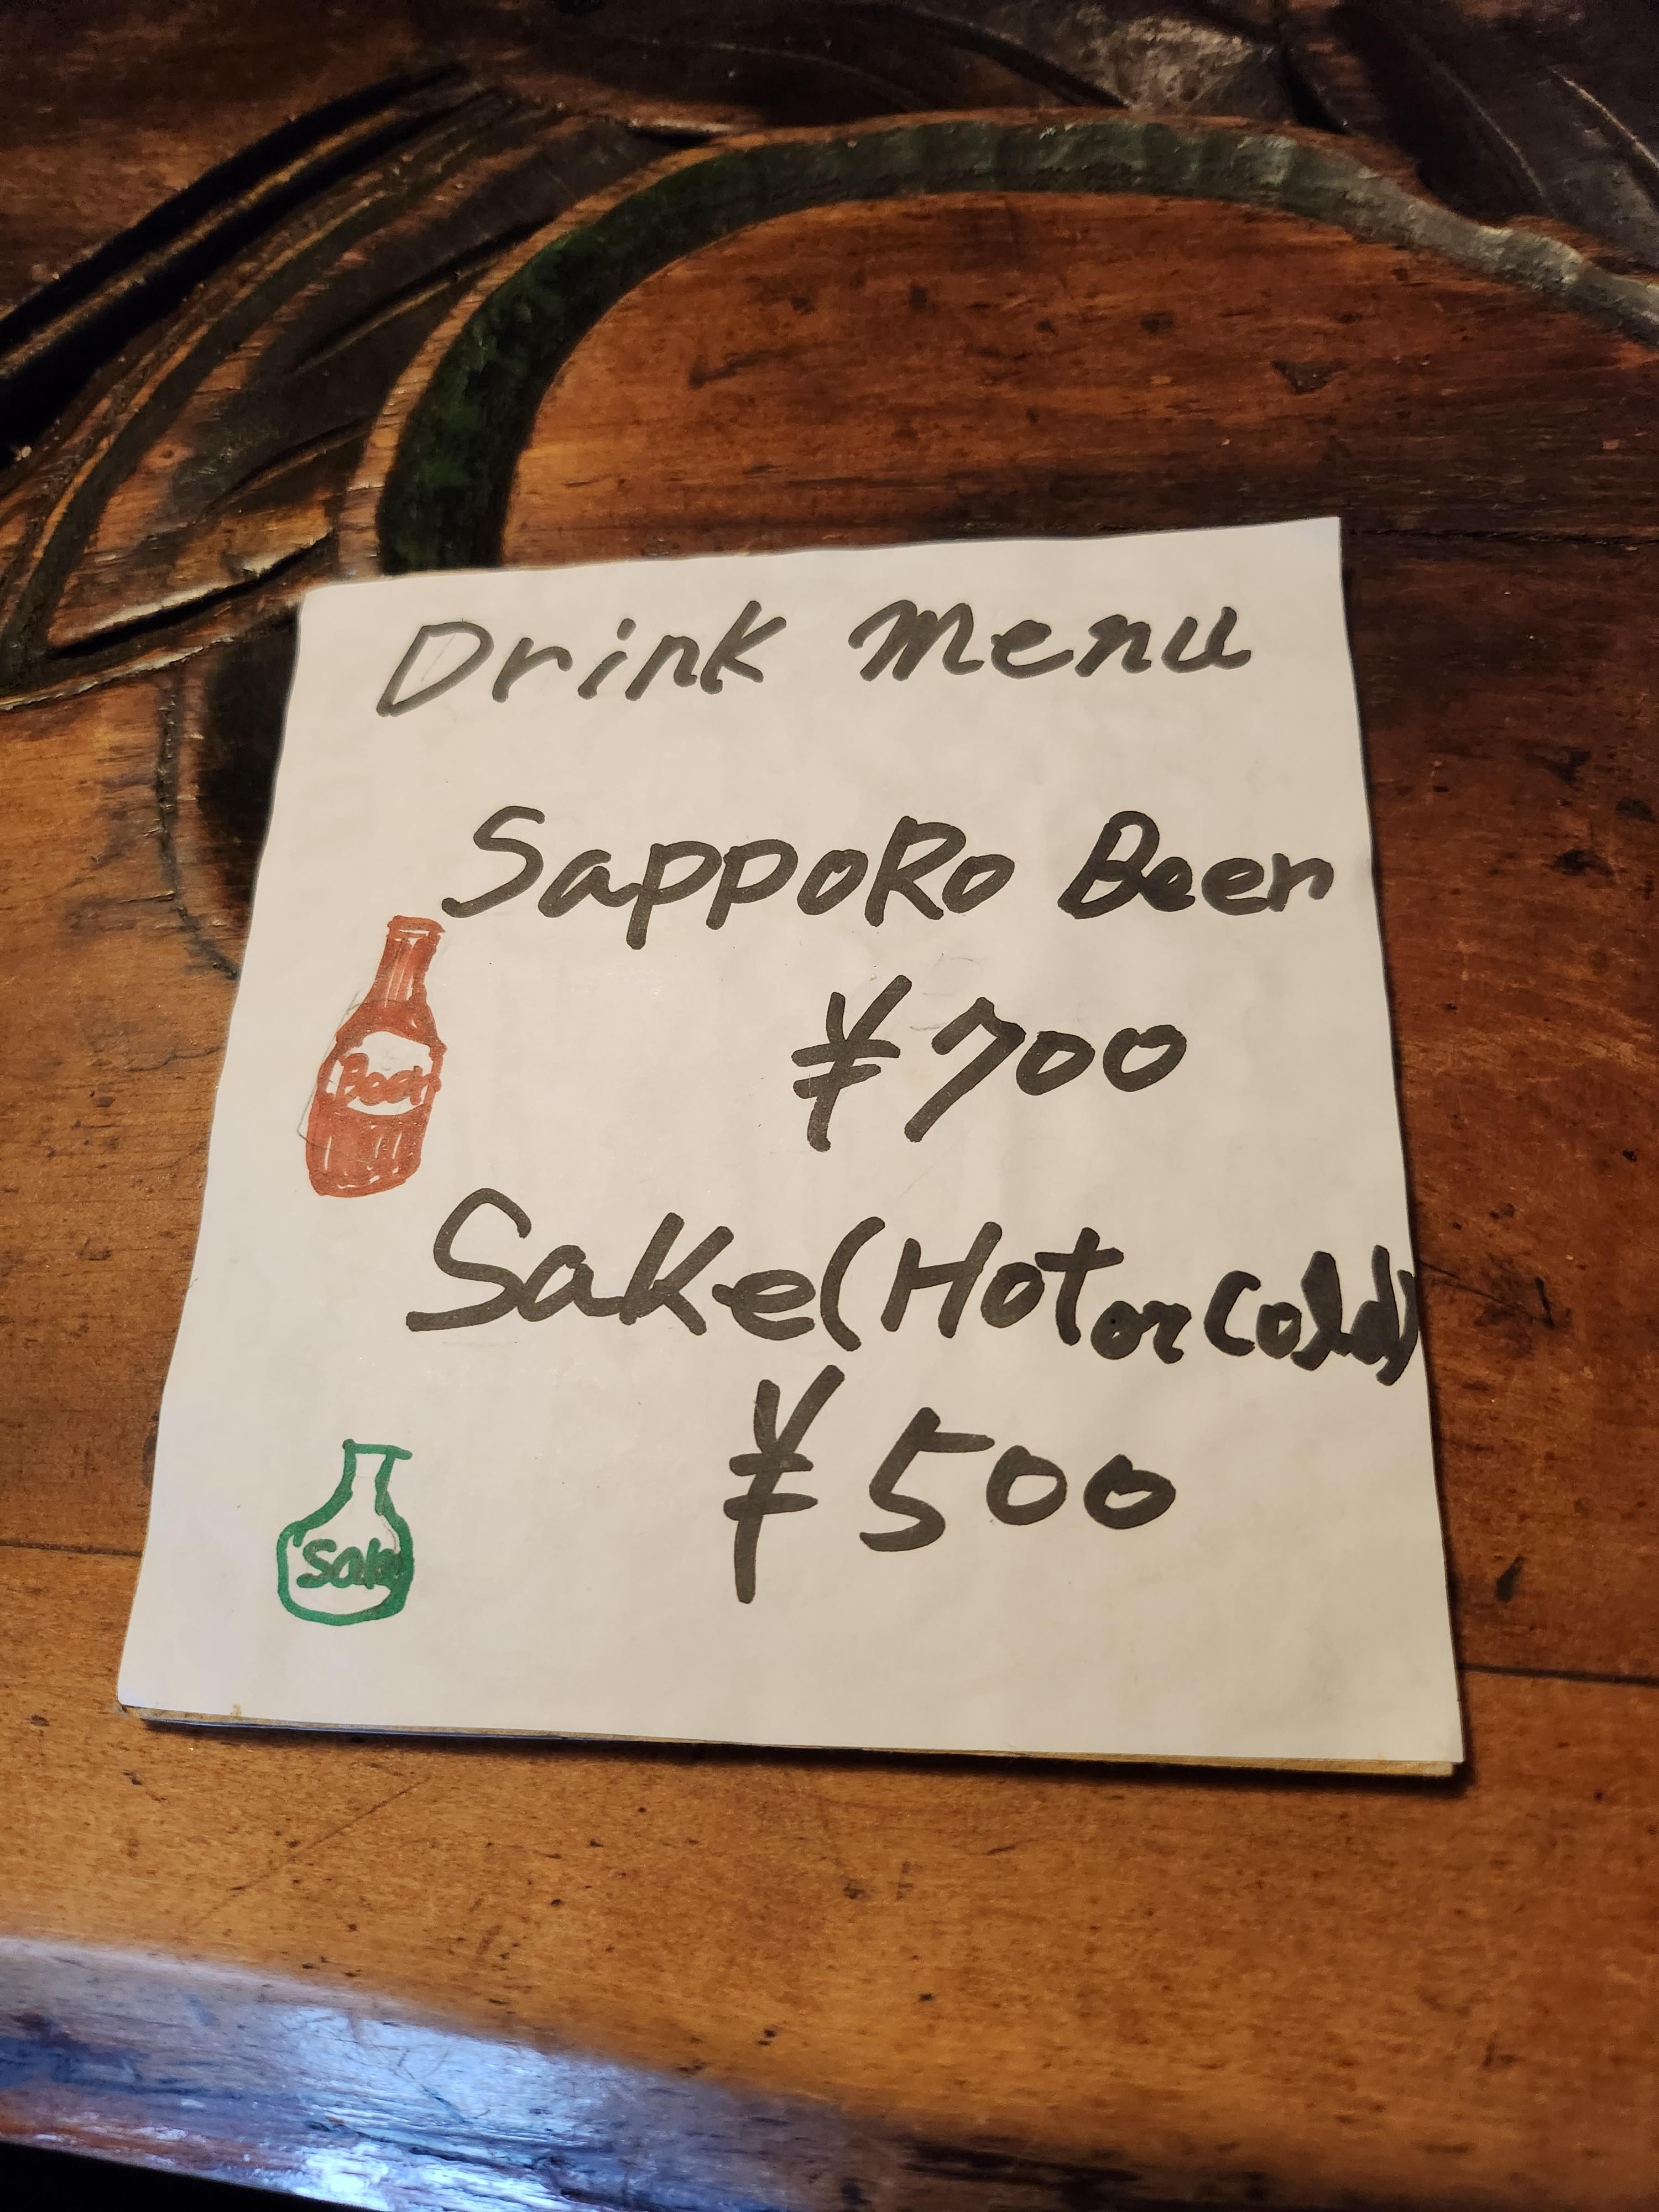 Drink Menu
SappoRo Beer
Beer
¥700
Sake(Hot or Cold)
¥500
Sake